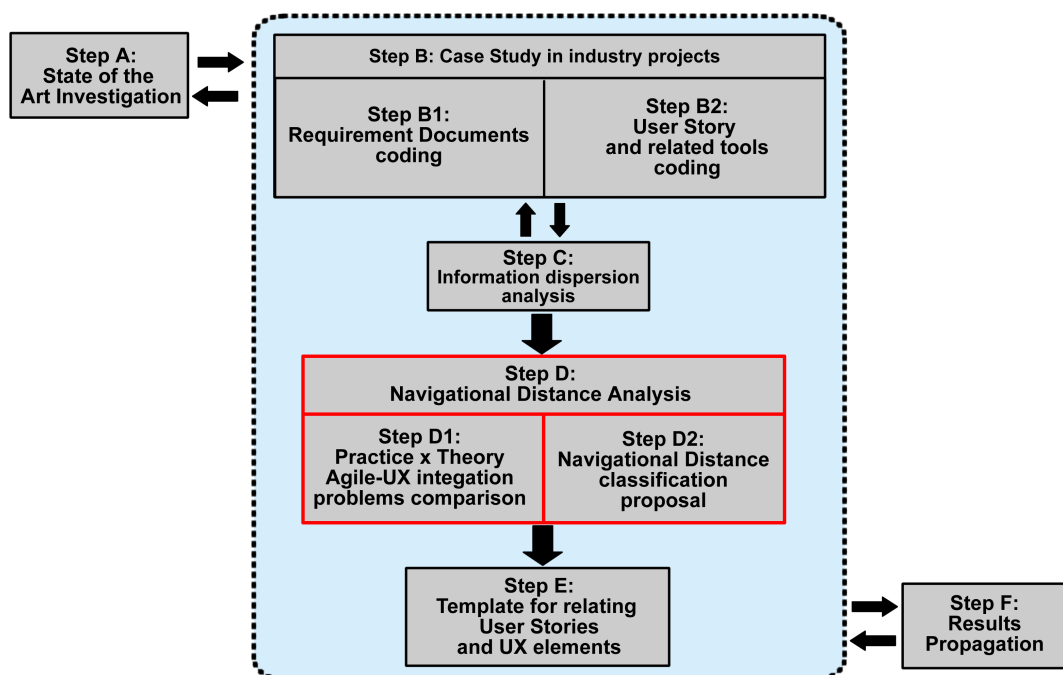 Step A:
State of the
Art Investigation
Step B: Case Study in industry projects
Step B1:
Requirement Documents
coding
Step B2:
User Story
and related tools
coding
Step C:
Information dispersion
analysis
Step D:
Navigational Distance Analysis
Step D1:
Practice x Theory
Agile-UX integation
problems comparison
Step D2:
Navigational Distance
classification
proposal
Step E:
Template for relating
User Stories
and UX elements
Step F:
Results
Propagation